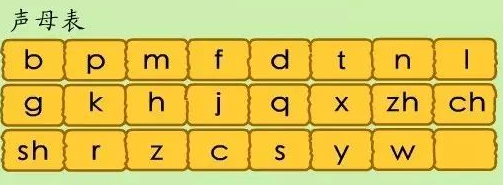 声母表
b p m f d t n l
g k h j q x zh ch
sh r z c s y w